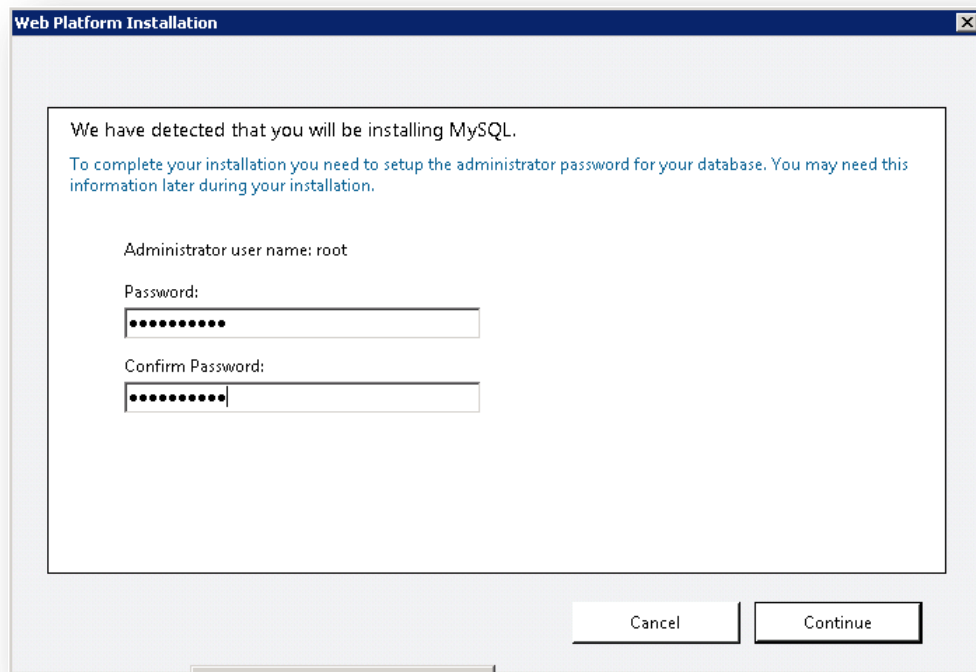 Web Platform Installation
We have detected that you will be installing MySQL.
To complete your installation you need to setup the administrator password for your database. You may need this
information later during your installation.
Administrator user name: root
Password:
●●●●●●●●●●
Confirm Password:
●●●●●●●●●●
Cancel Continue